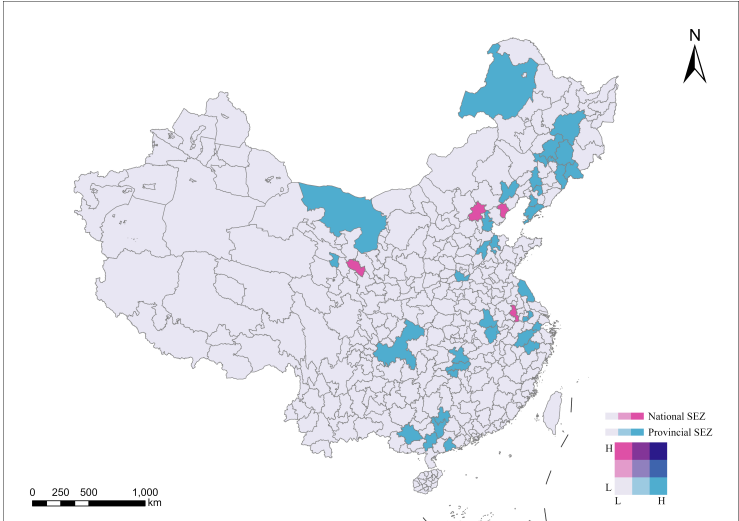 N
National SEZ
Provincial SEZ
H
L
L H
0 250 500 1,000
km